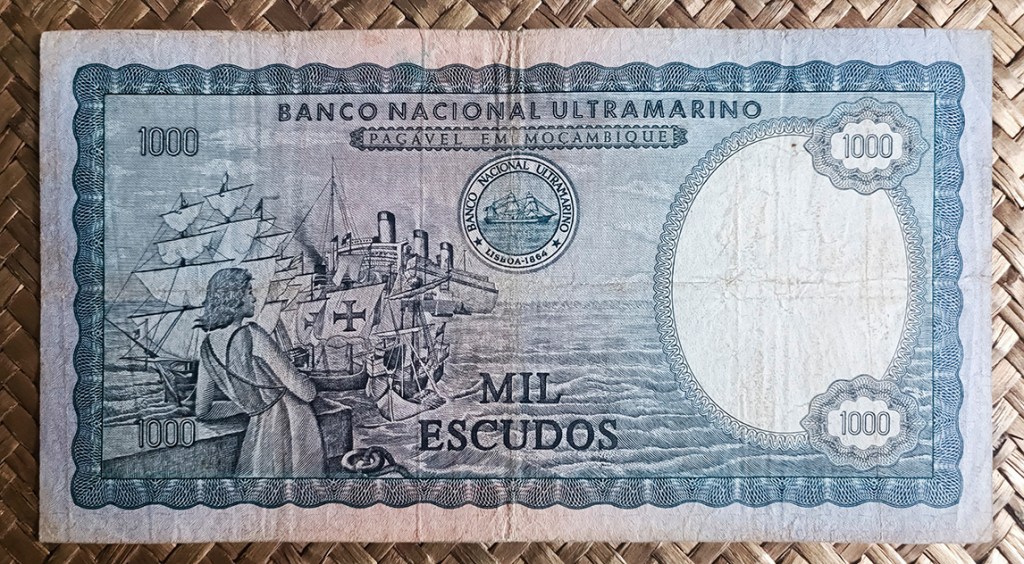 BANCO NACIONAL ULTRAMARINO
PAGÁVEL EM MOÇAMBIQUE
1000
1000
BANCO NACIONAL ULTRAMARINO
LISBOA-1864
MIL
ESCUDOS
1000
1000